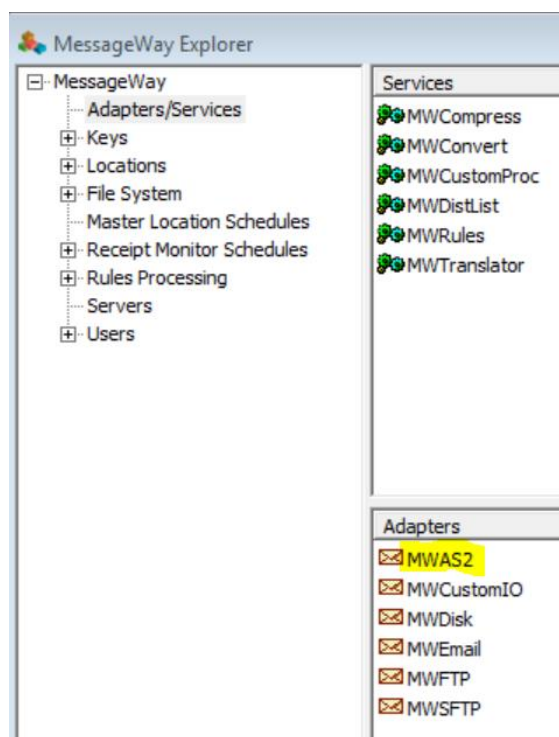 MessageWay Explorer
MessageWay
Adapters/Services
Keys
Locations
File System
Master Location Schedules
Receipt Monitor Schedules
Rules Processing
Servers
Users
Services
MWCompress
MWConvert
MWCustomProc
MWDistList
MWRules
MWTranslator
Adapters
MWAS2
MWCustomIO
MWDisk
MWEmail
MWFTP
MWSFTP